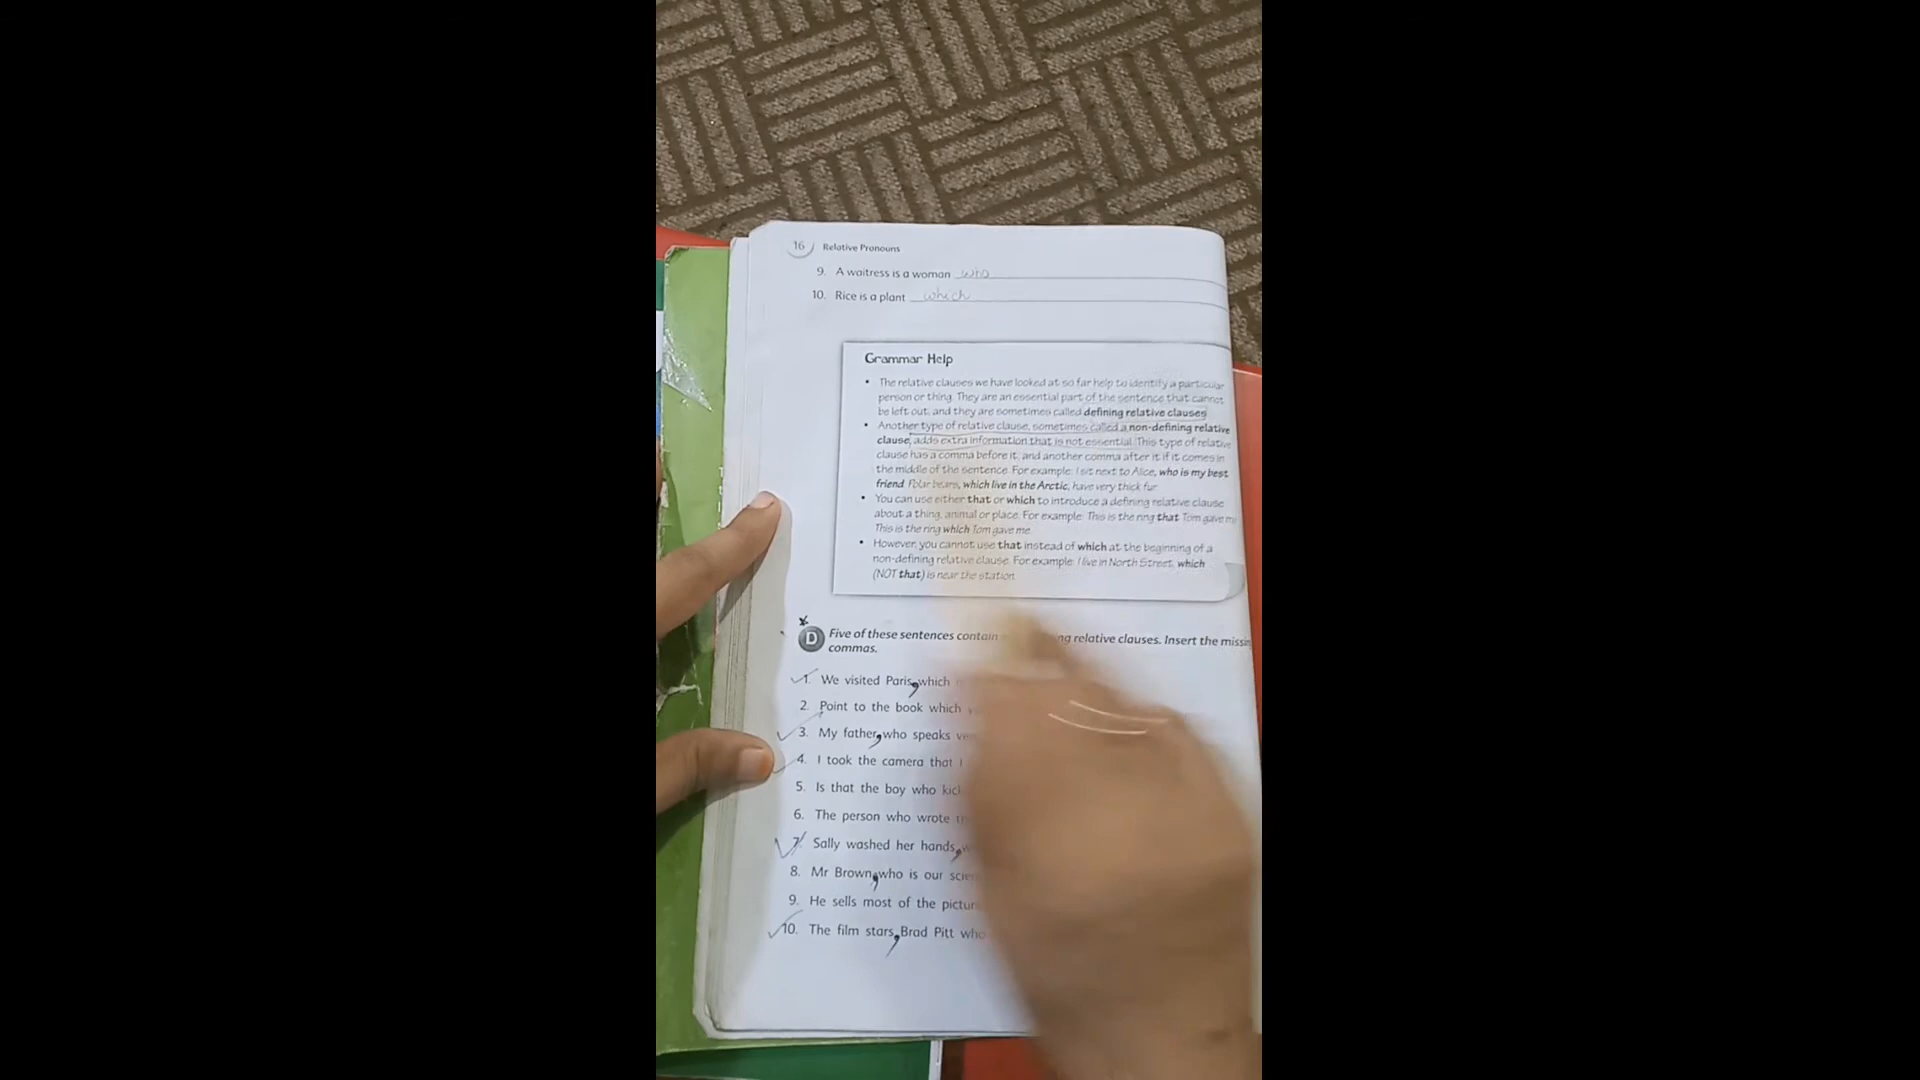 16 Relative Pronouns
9. A waitress is a woman who
10. Rice is a plant which
Grammar Help
• The relative clauses we have looked at so far help to identify a particular
person or thing. They are an essential part of the sentence that cannot
be left out, and they are sometimes called defining relative clauses
• Another type of relative clause, sometimes called a non-defining relative
clause, adds extra information that is not essential. This type of relative
clause has a comma before it, and another comma after it if it comes in
the middle of the sentence. For example: I sit next to Alice, who is my best
friend. Polar bears, which live in the Arctic, have very thick fur.
• You can use either that or which to introduce a defining relative clause
about a thing, animal or place. For example: This is the ring that Tom gave me
This is the ring which Tom gave me
• However, you cannot use that instead of which at the beginning of a
non-defining relative clause. For example: I live in North Street, which
(NOT that) is near the station.
D Five of these sentences contain relative clauses. Insert the
commas.
1. We visited Paris, which
2. Point to the book which
3. My father, who speaks
4. I took the camera that
5. Is that the boy who
6. The person who wrote
7. Sally washed her hands,
8. Mr Brown, who is our
9. He sells most of the
10. The film stars, Brad Pitt who